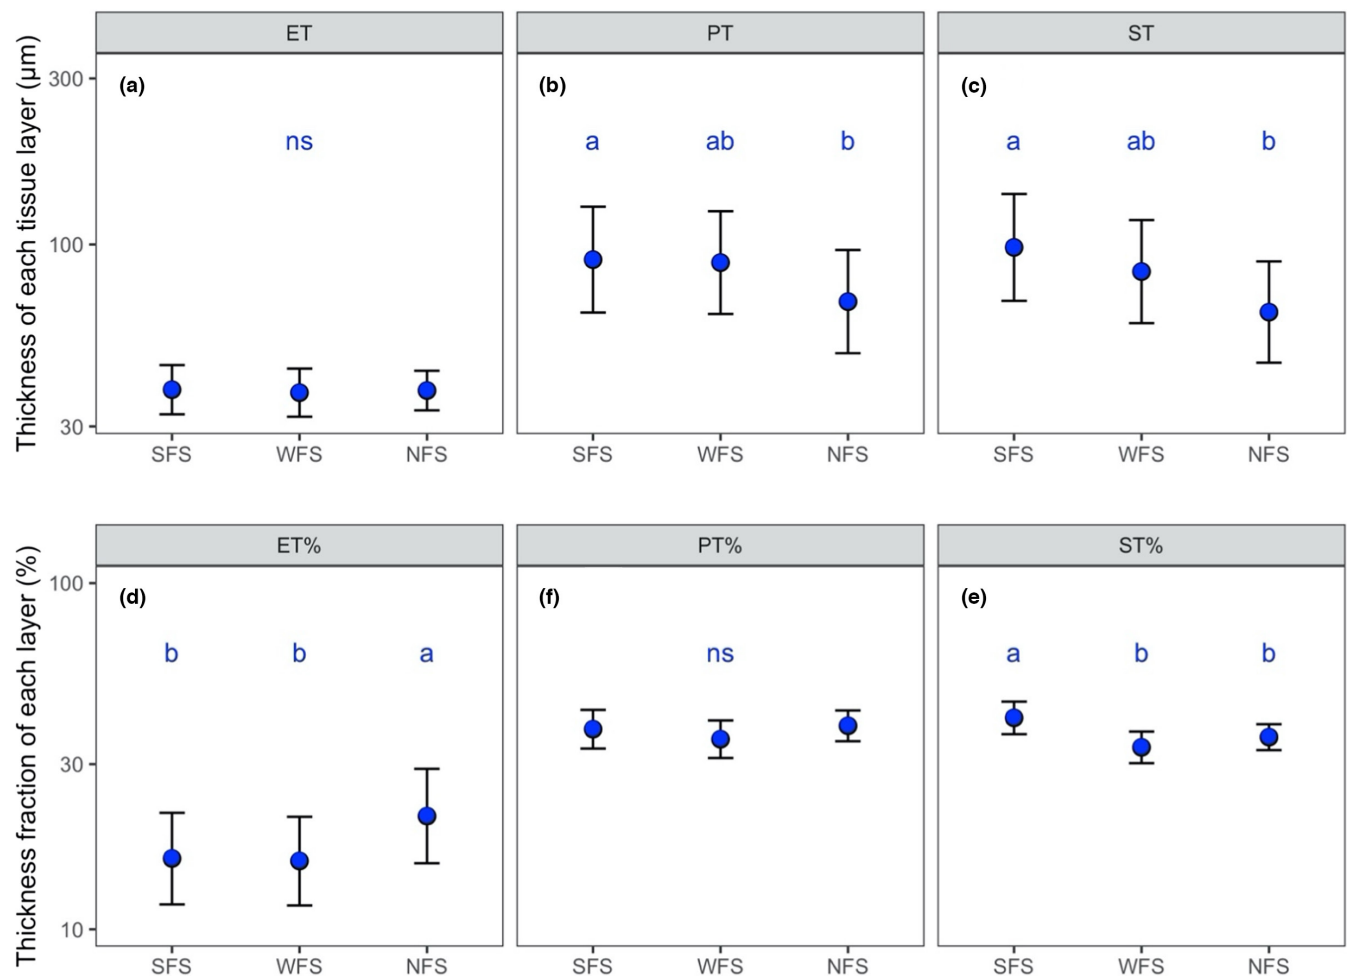 ET PT ST
Thickness of each tissue layer (μm)
300
100
30
(a) (b) (c)
ns a ab b a ab b
SFS WFS NFS SFS WFS NFS SFS WFS NFS
ET% PT% ST%
Thickness fraction of each layer (%)
100
30
10
(d) (f) (e)
b b a ns a b b
SFS WFS NFS SFS WFS NFS SFS WFS NFS